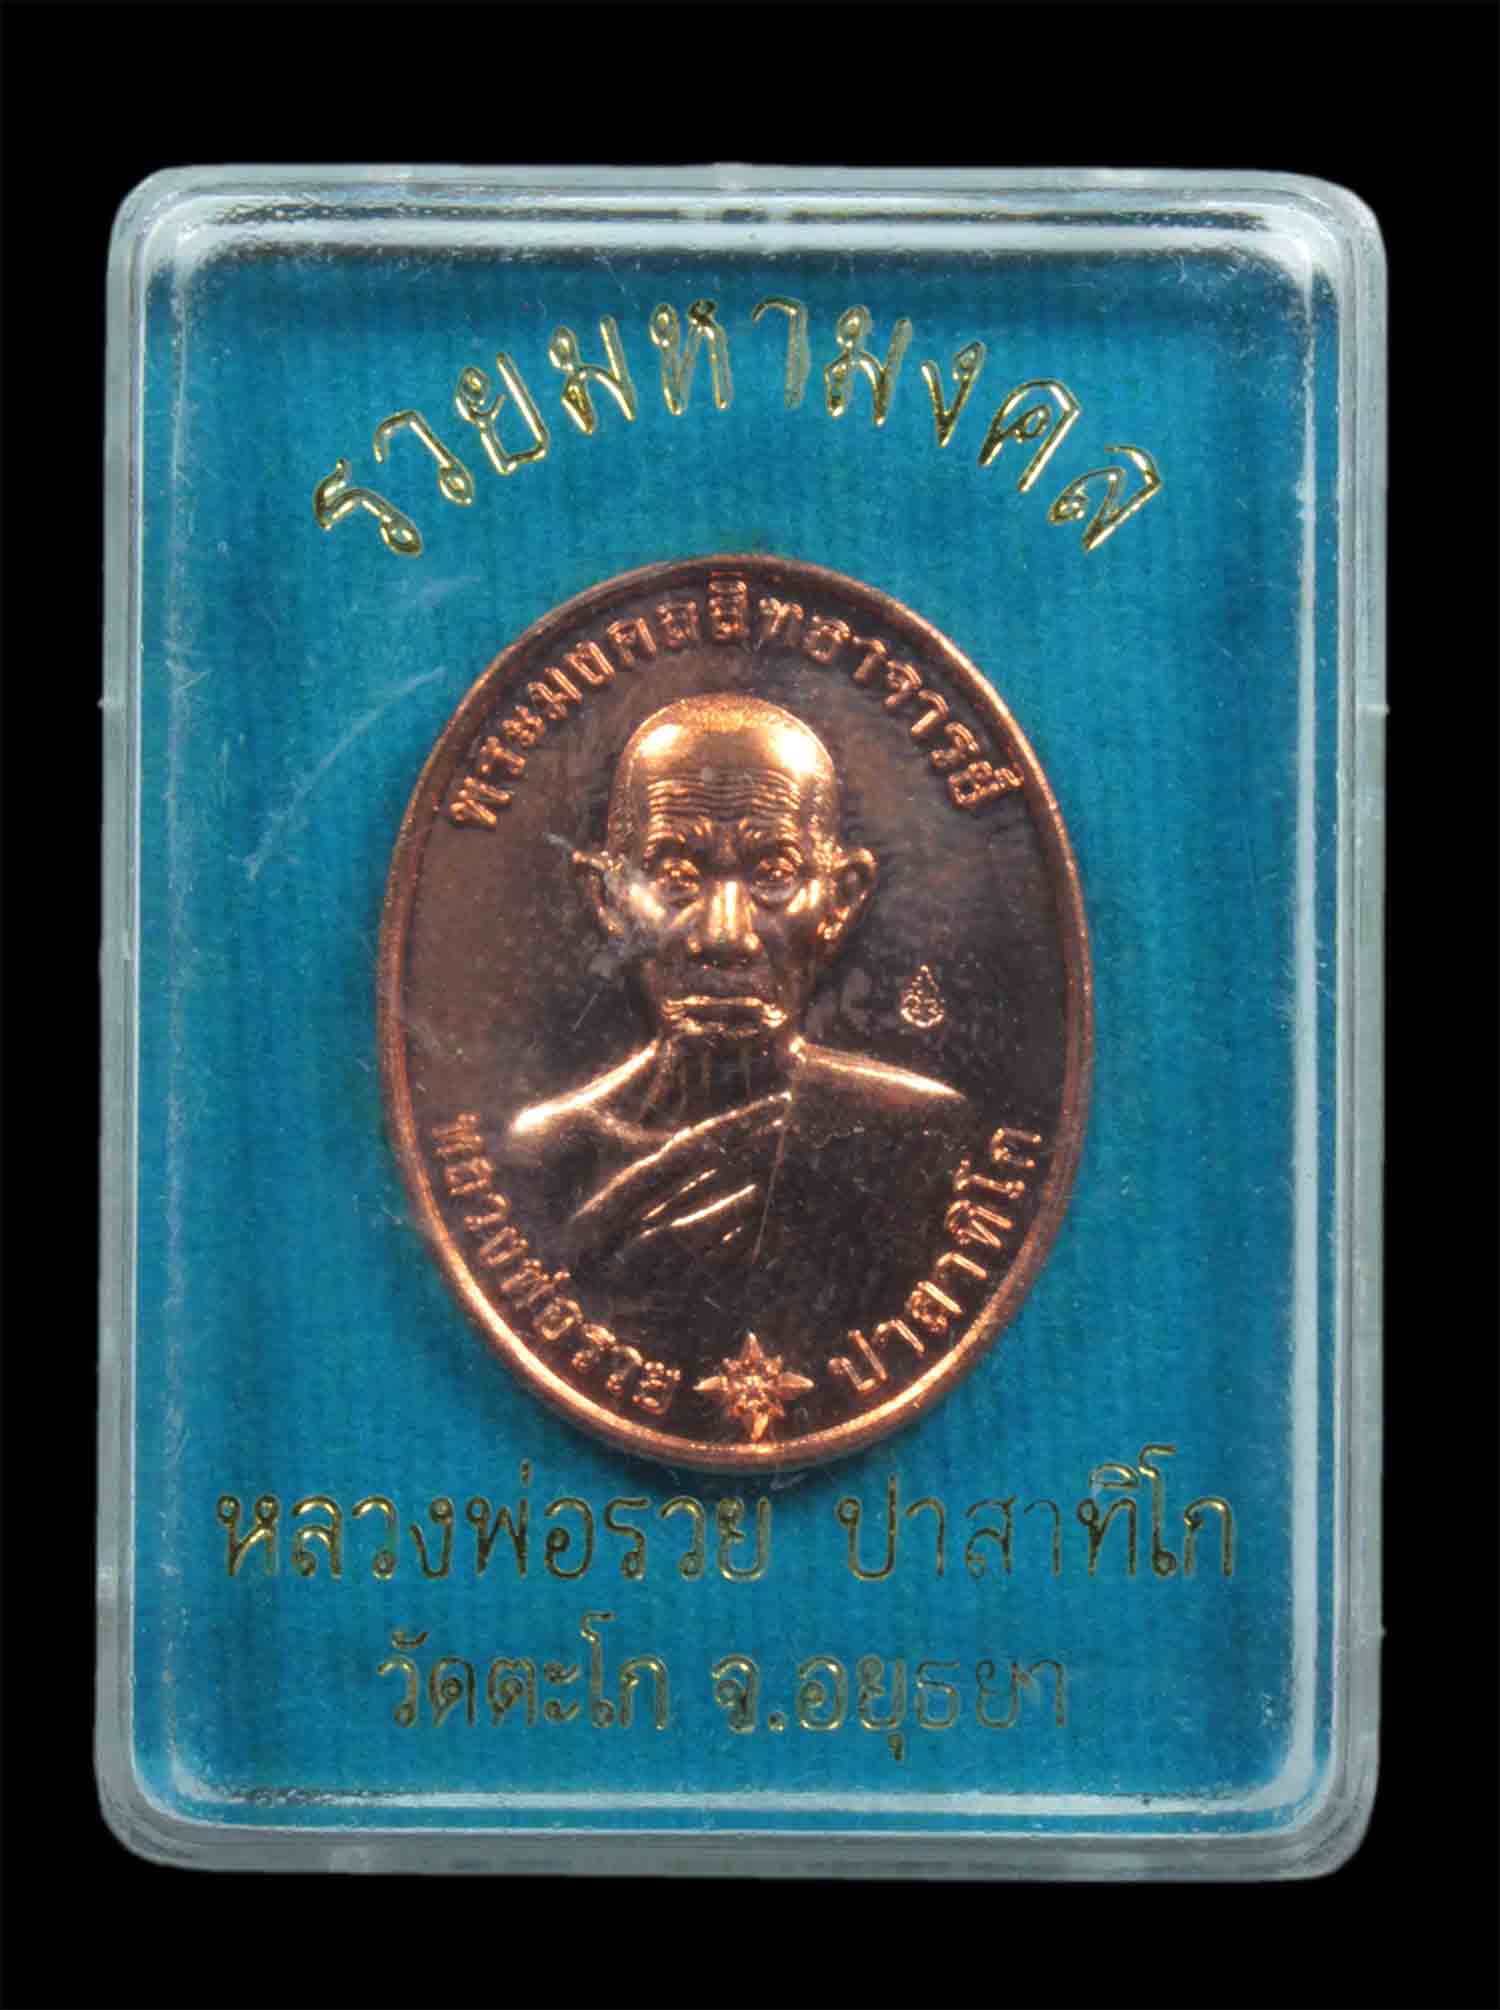 รวยมหามงคล
พระมงคลสิทธาจารย์
หลวงพ่อรวย ปาสาทิโก
หลวงพ่อรวย ปาสาทิโก
วัดตะโก จ.อยุธยา